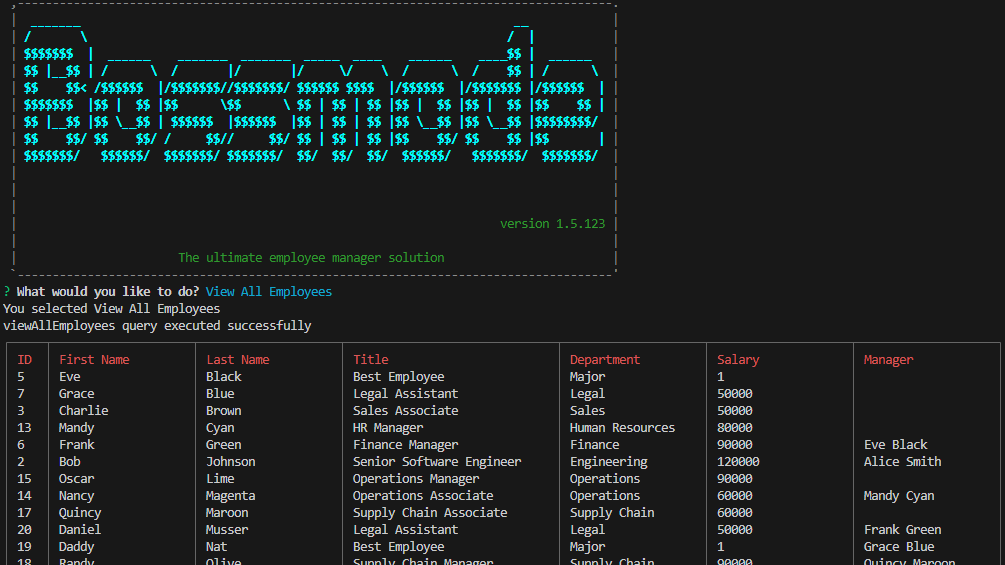 Bossmode
version 1.5.123
The ultimate employee manager solution
? What would you like to do? View All Employees
You selected View All Employees
viewAllEmployees query executed successfully
ID First Name Last Name Title Department Salary Manager
5 Eve Black Best Employee Major 1
7 Grace Blue Legal Assistant Legal 50000
3 Charlie Brown Sales Associate Sales 50000
13 Mandy Cyan HR Manager Human Resources 80000
6 Frank Green Finance Manager Finance 90000 Eve Black
2 Bob Johnson Senior Software Engineer Engineering 120000 Alice Smith
15 Oscar Lime Operations Manager Operations 90000
14 Nancy Magenta Operations Associate Operations 60000 Mandy Cyan
17 Quincy Maroon Supply Chain Associate Supply Chain 60000
20 Daniel Musser Legal Assistant Legal 50000 Frank Green
19 Daddy Nat Best Employee Major 1 Grace Blue
18 Randy Olive Supply Chain Manager Supply Chain 90000 Quincy Maroon